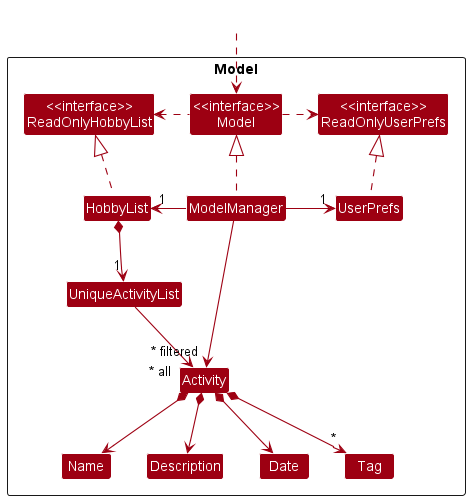 Model
<<interface>>
ReadOnlyHobbyList
<<interface>>
Model
<<interface>>
ReadOnlyUserPrefs
HobbyList
1
ModelManager
1
UserPrefs
1
UniqueActivityList
* filtered
* all
Activity
*
Name
Description
Date
Tag